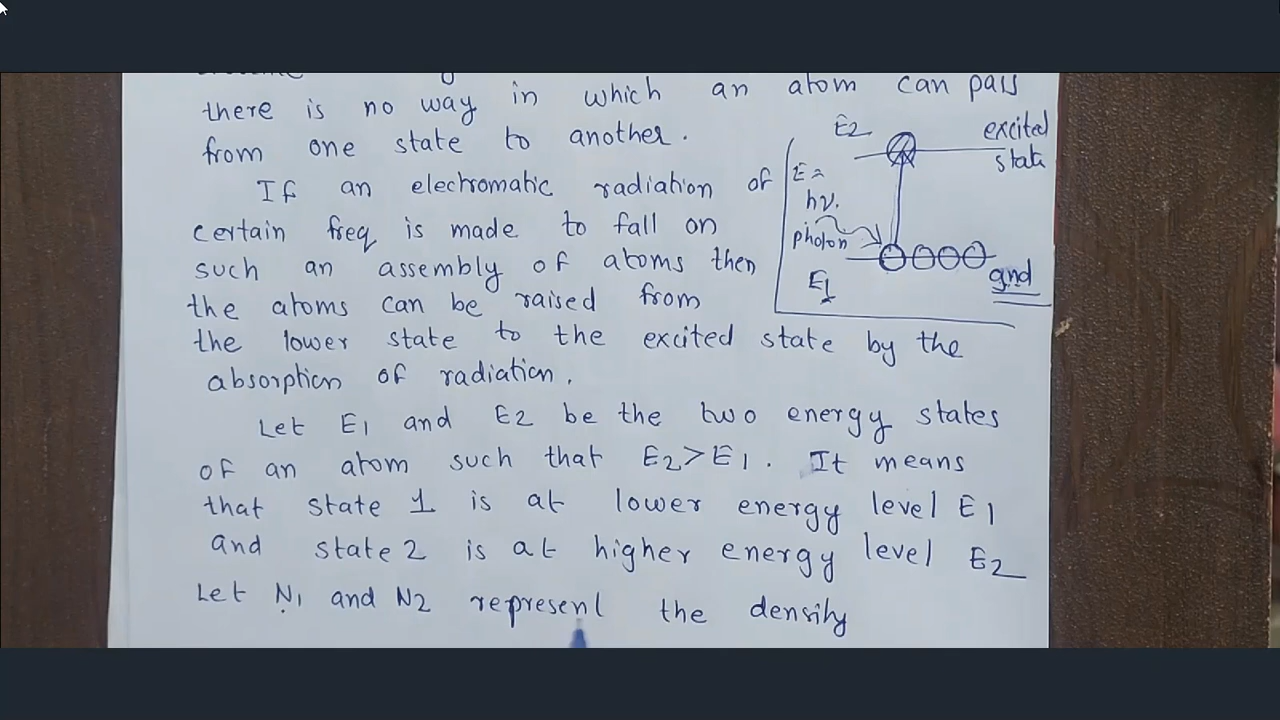 there is no way in which an atom can pass
from one state to another.
If an electromatic radiation of
certain freq is made to fall on
such an assembly of atoms then
the atoms can be raised from
the lower state to the excited state by the
absorption of radiation.
E2 excited
state
E=
hν.
photon
E1
gnd
Let E1 and E2 be the two energy states
of an atom such that E2>E1. It means
that state 1 is at lower energy level E1
and state 2 is at higher energy level E2
Let N1 and N2 represent the density